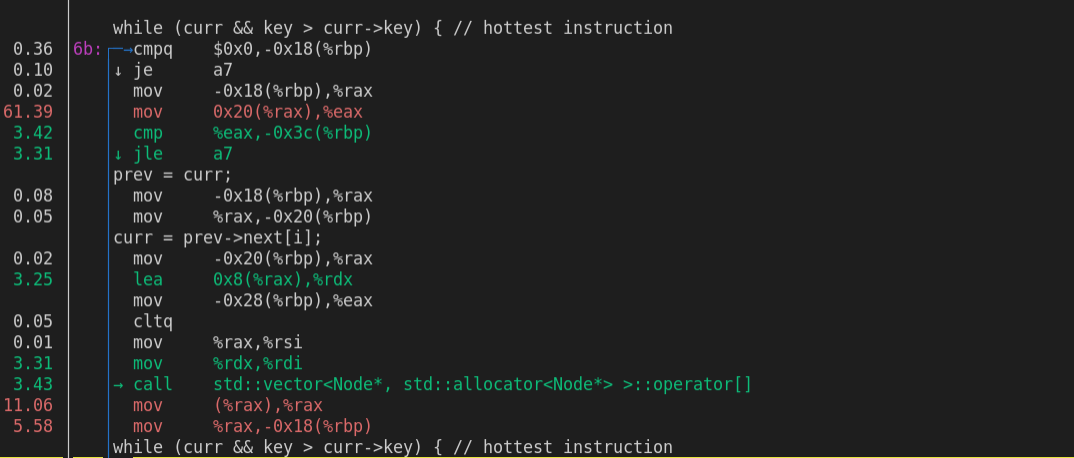 while (curr && key > curr->key) { // hottest instruction
0.36 6b: → cmpq $0x0,-0x18(%rbp)
0.10 ↓ je a7
0.02 mov -0x18(%rbp),%rax
61.39 mov 0x20(%rax),%eax
3.42 cmp %eax,-0x3c(%rbp)
3.31 ↓ jle a7
prev = curr;
0.08 mov -0x18(%rbp),%rax
0.05 mov %rax,-0x20(%rbp)
curr = prev->next[i];
0.02 mov -0x20(%rbp),%rax
3.25 lea 0x8(%rax),%rdx
mov -0x28(%rbp),%eax
0.05 cltq
0.01 mov %rax,%rsi
3.31 mov %rdx,%rdi
3.43 → call std::vector<Node*, std::allocator<Node*> >::operator[]
11.06 mov (%rax),%rax
5.58 mov %rax,-0x18(%rbp)
while (curr && key > curr->key) { // hottest instruction